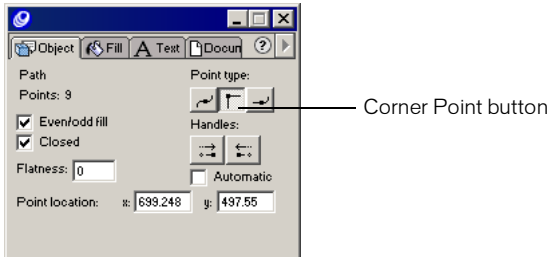 Object Fill A Text Docum ?
Path Point type:
Points: 9
Even/odd fill
Handles:
Closed
Flatness: 0
Automatic
Point location: x: 699.248 y: 497.55
Corner Point button